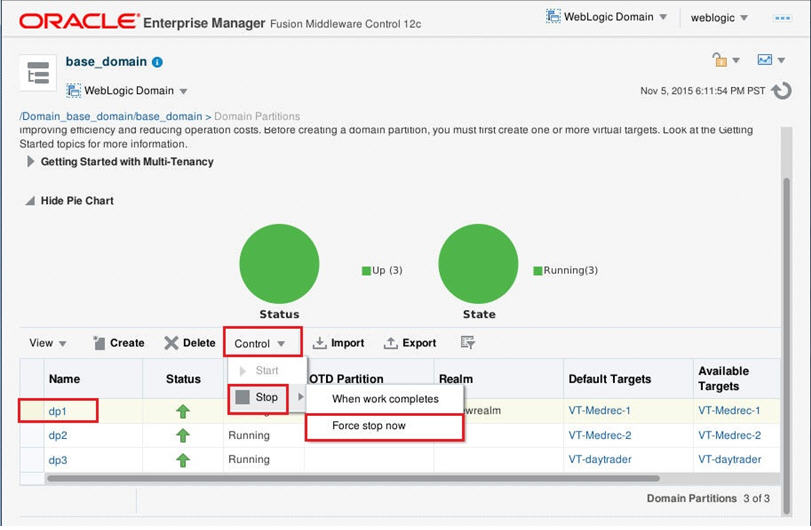 ORACLE® Enterprise Manager Fusion Middleware Control 12c
WebLogic Domain
weblogic
base_domain
WebLogic Domain
Nov 5, 2015 6:11:54 PM PST
/Domain_base_domain/base_domain > Domain Partitions
improving efficiency and reducing operation costs. Before creating a domain partition, you must first create one or more virtual targets. Look at the Getting
Started topics for more information.
Getting Started with Multi-Tenancy
Hide Pie Chart
Up (3)
Running(3)
Status
State
View
Create
Delete
Control
Import
Export
Start
Stop
When work completes
Force stop now
Name
Status
OTD Partition
Realm
Default Targets
Available
Targets
dp1
wrealm
VT-Medrec-1
VT-Medrec-1
dp2
Running
VT-Medrec-2
VT-Medrec-2
dp3
Running
VT-daytrader
VT-daytrader
Domain Partitions 3 of 3